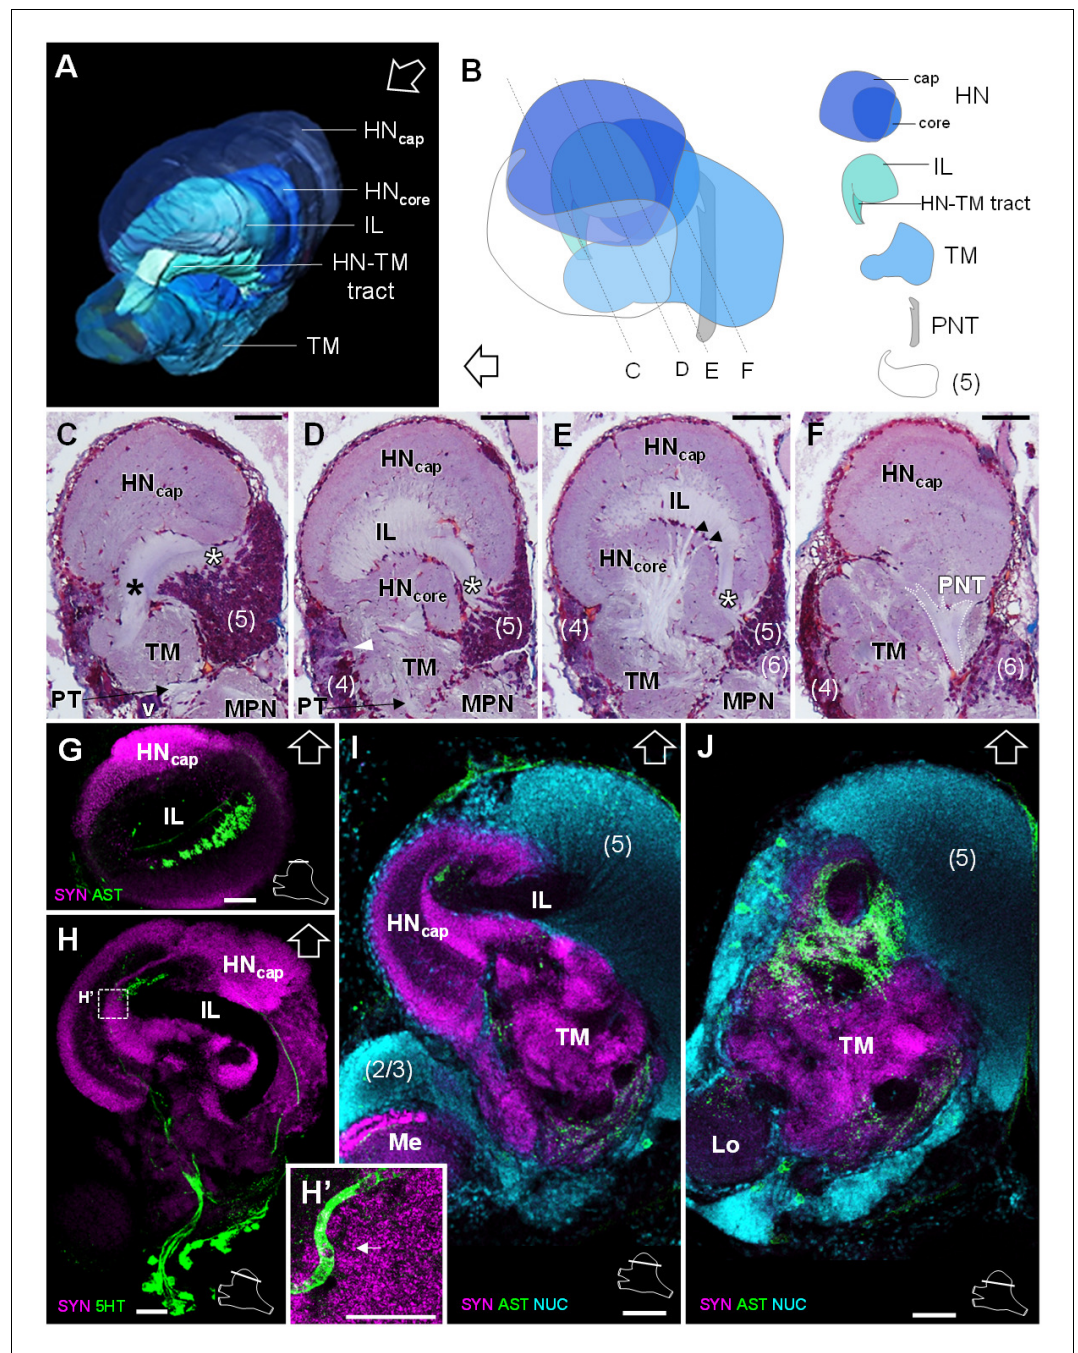 A
HNcap
HNcore
IL
HN-TM
tract
TM
B
C D E F
cap
HN
core
IL
HN-TM tract
TM
PNT
(5)
C
HNcap
*
*
(5)
TM
PT
v
MPN
D
HNcap
IL
HNcore
*
(5)
TM
(4)
PT
MPN
E
HNcap
IL
HNcore
*
(4)
(5)
(6)
TM
MPN
F
HNcap
PNT
TM
(6)
(4)
G
HNcap
IL
SYN AST
H
HNcap
H'
IL
SYN 5HT
H'
I
(5)
IL
HNcap
TM
(2/3)
Me
SYN AST NUC
J
(5)
TM
Lo
SYN AST NUC